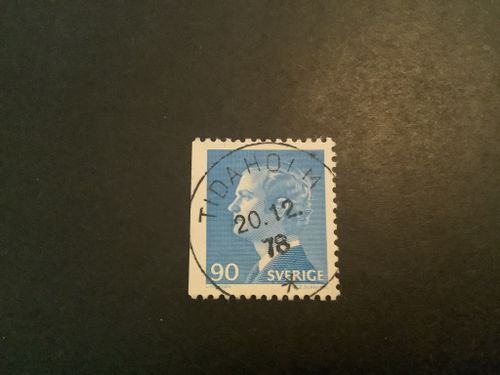 TIDAHOLM
20.12.
78
90
SVERIGE